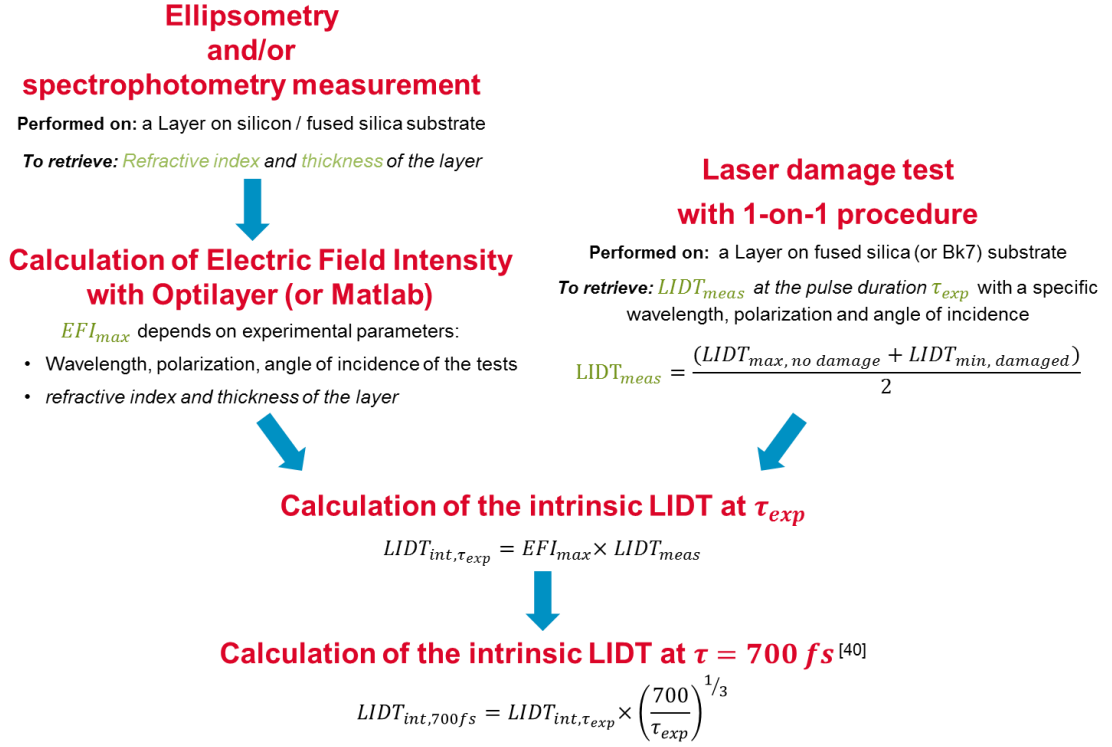 Ellipsometry
and/or
spectrophotometry measurement
Performed on: a Layer on silicon / fused silica substrate
To retrieve: Refractive index and thickness of the layer
Calculation of Electric Field Intensity
with Optilayer (or Matlab)
EFI_max depends on experimental parameters:
• Wavelength, polarization, angle of incidence of the tests
• refractive index and thickness of the layer
Laser damage test
with 1-on-1 procedure
Performed on: a Layer on fused silica (or Bk7) substrate
To retrieve: LIDT_meas at the pulse duration τ_exp with a specific
wavelength, polarization and angle of incidence
LIDT_meas = (LIDT_max, no damage + LIDT_min, damaged) / 2
Calculation of the intrinsic LIDT at τ_exp
LIDT_int,τ_exp = EFI_max × LIDT_meas
Calculation of the intrinsic LIDT at τ = 700 fs [40]
LIDT_int,700fs = LIDT_int,τ_exp × (700 / τ_exp)^1/3